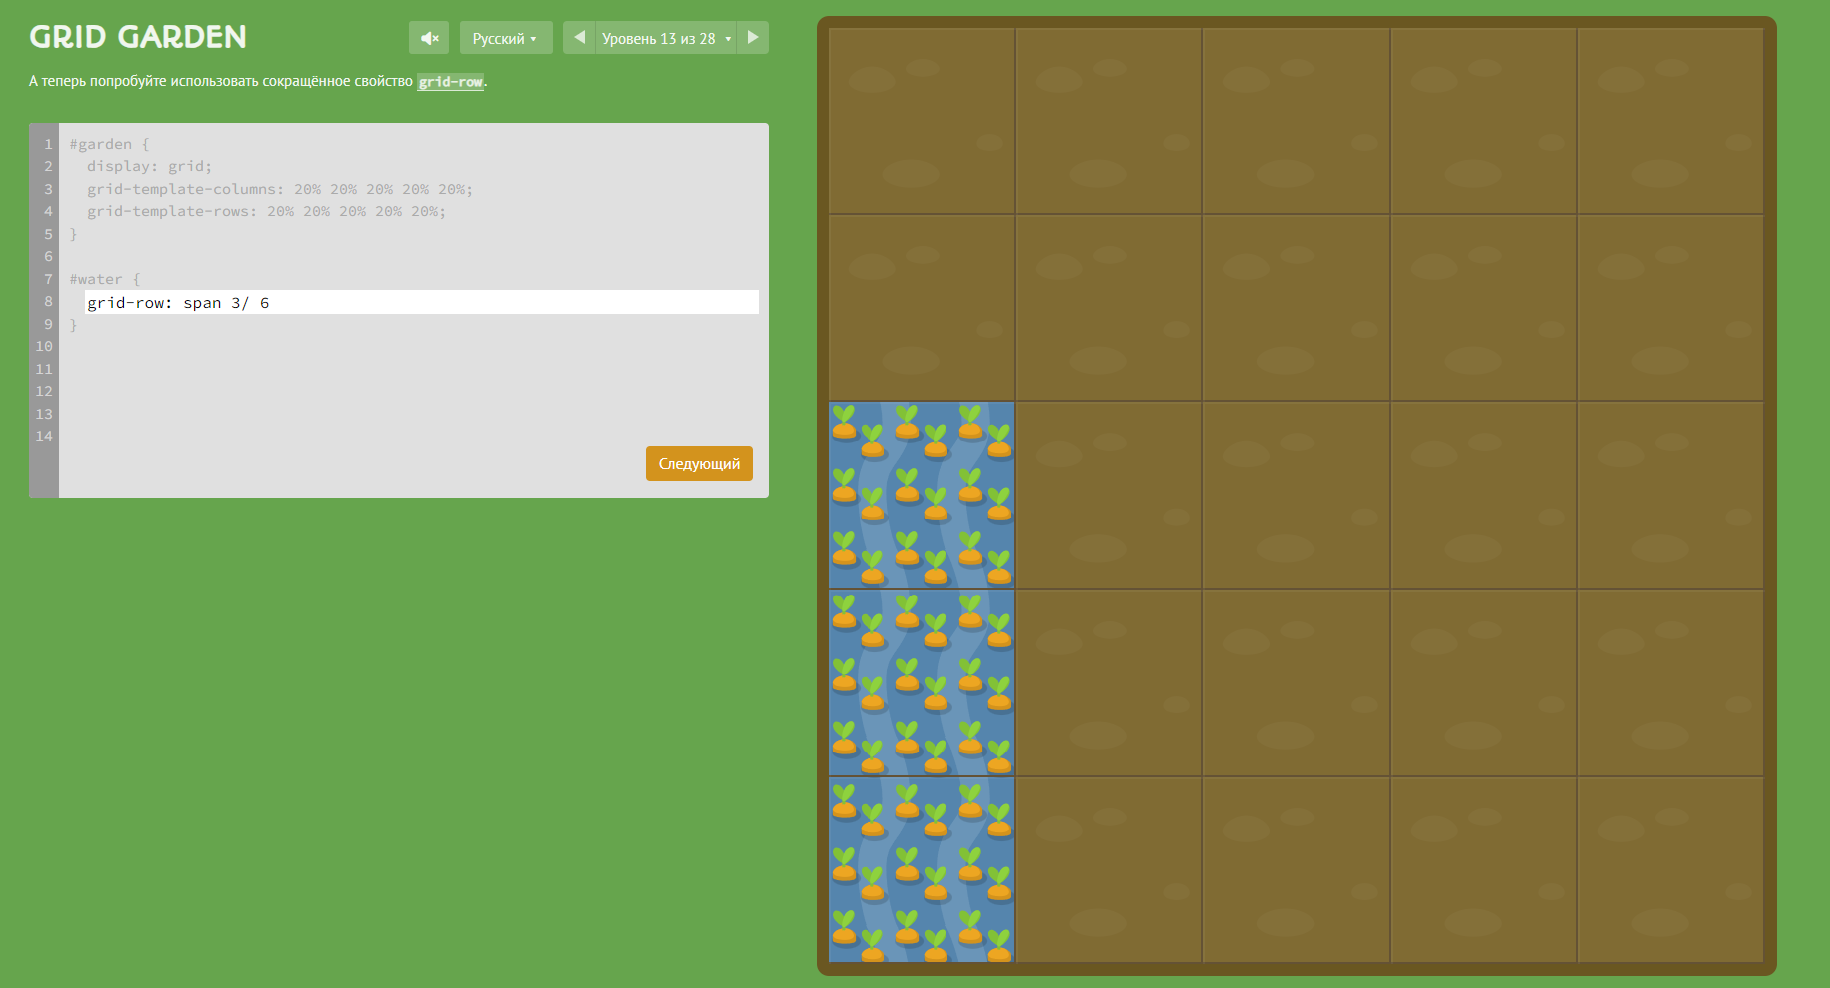 GRID GARDEN
Русский
Уровень 13 из 28
А теперь попробуйте использовать сокращённое свойство grid-row.
1 #garden {
2 display: grid;
3 grid-template-columns: 20% 20% 20% 20% 20%;
4 grid-template-rows: 20% 20% 20% 20% 20%;
5 }
6
7 #water {
8 grid-row: span 3/ 6
9 }
10
11
12
13
14
Следующий